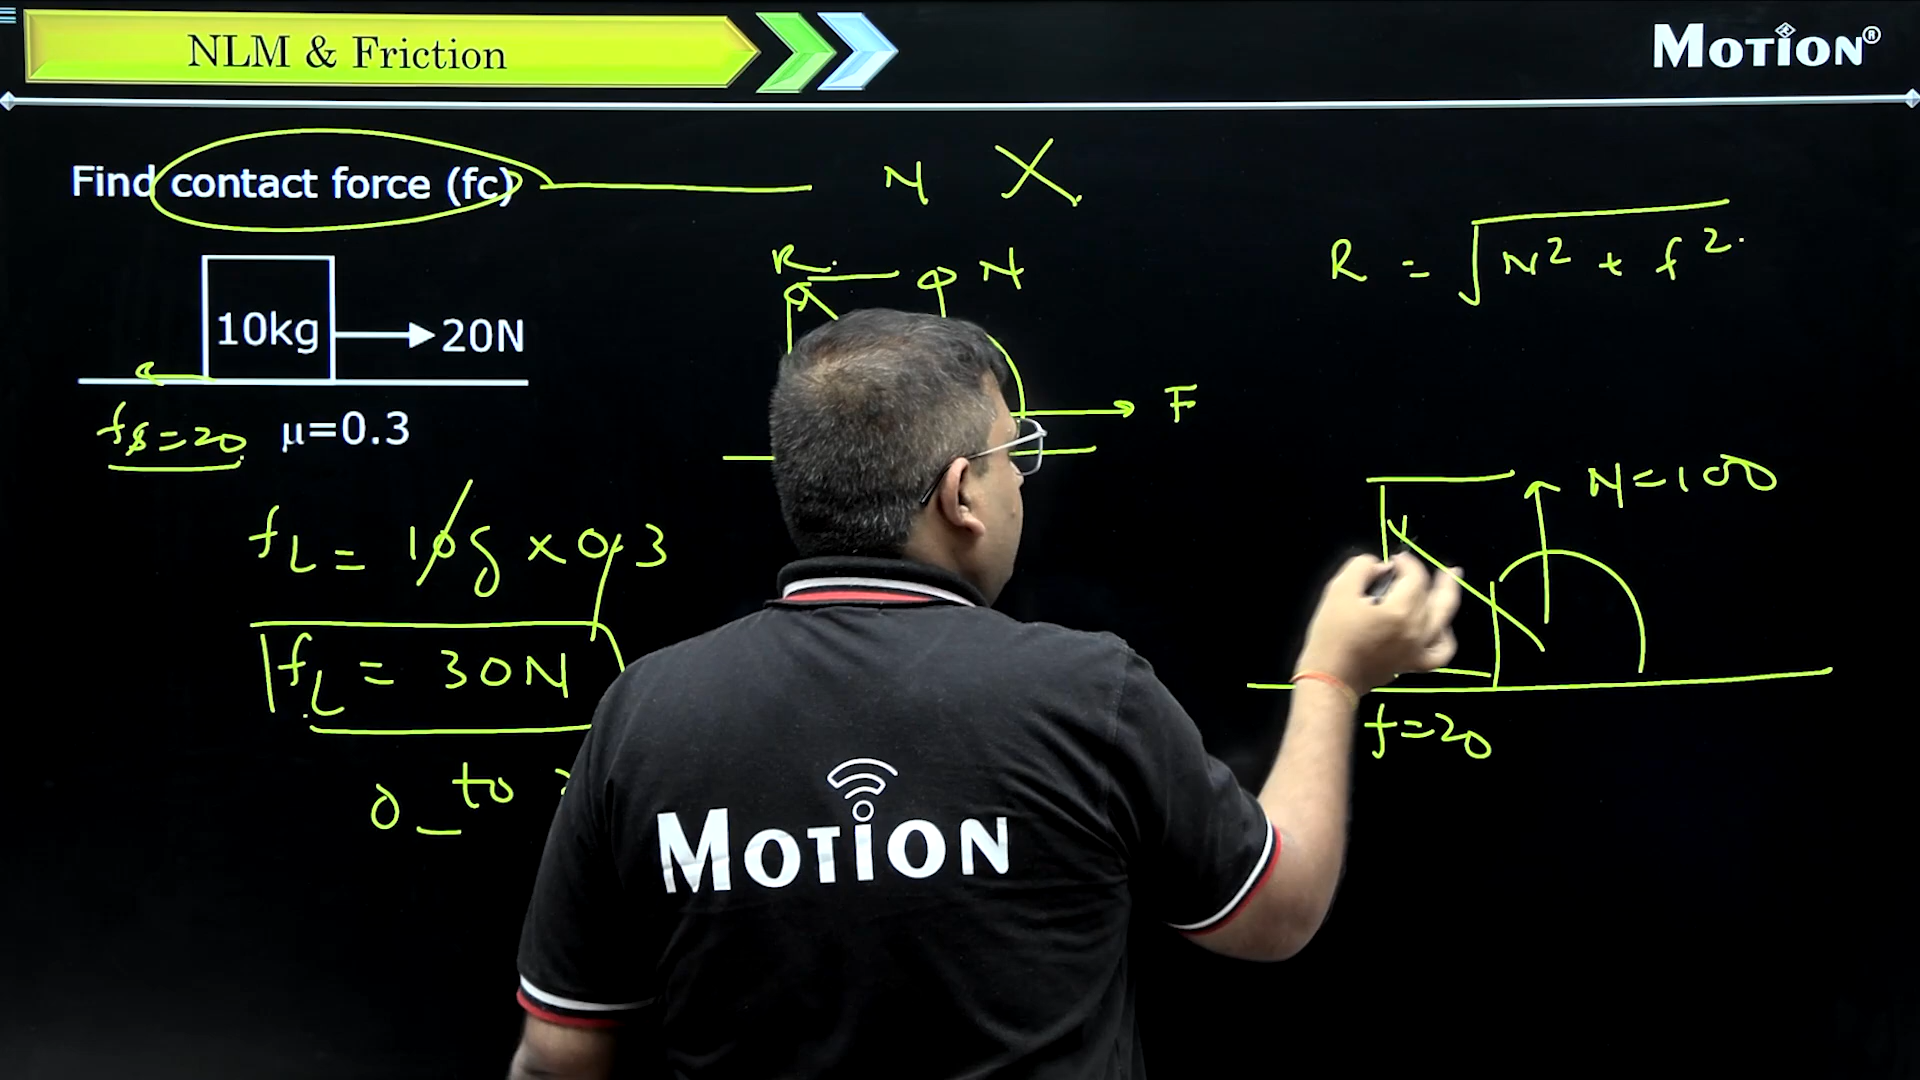 NLM & Friction
MOTION®
Find contact force (fc)
N X
R
N
R = √N² + f²
10kg
20N
F
fs=20
μ=0.3
N=100
fL = 10g x 0.3
fL = 30N
f=20
0 to
MOTION